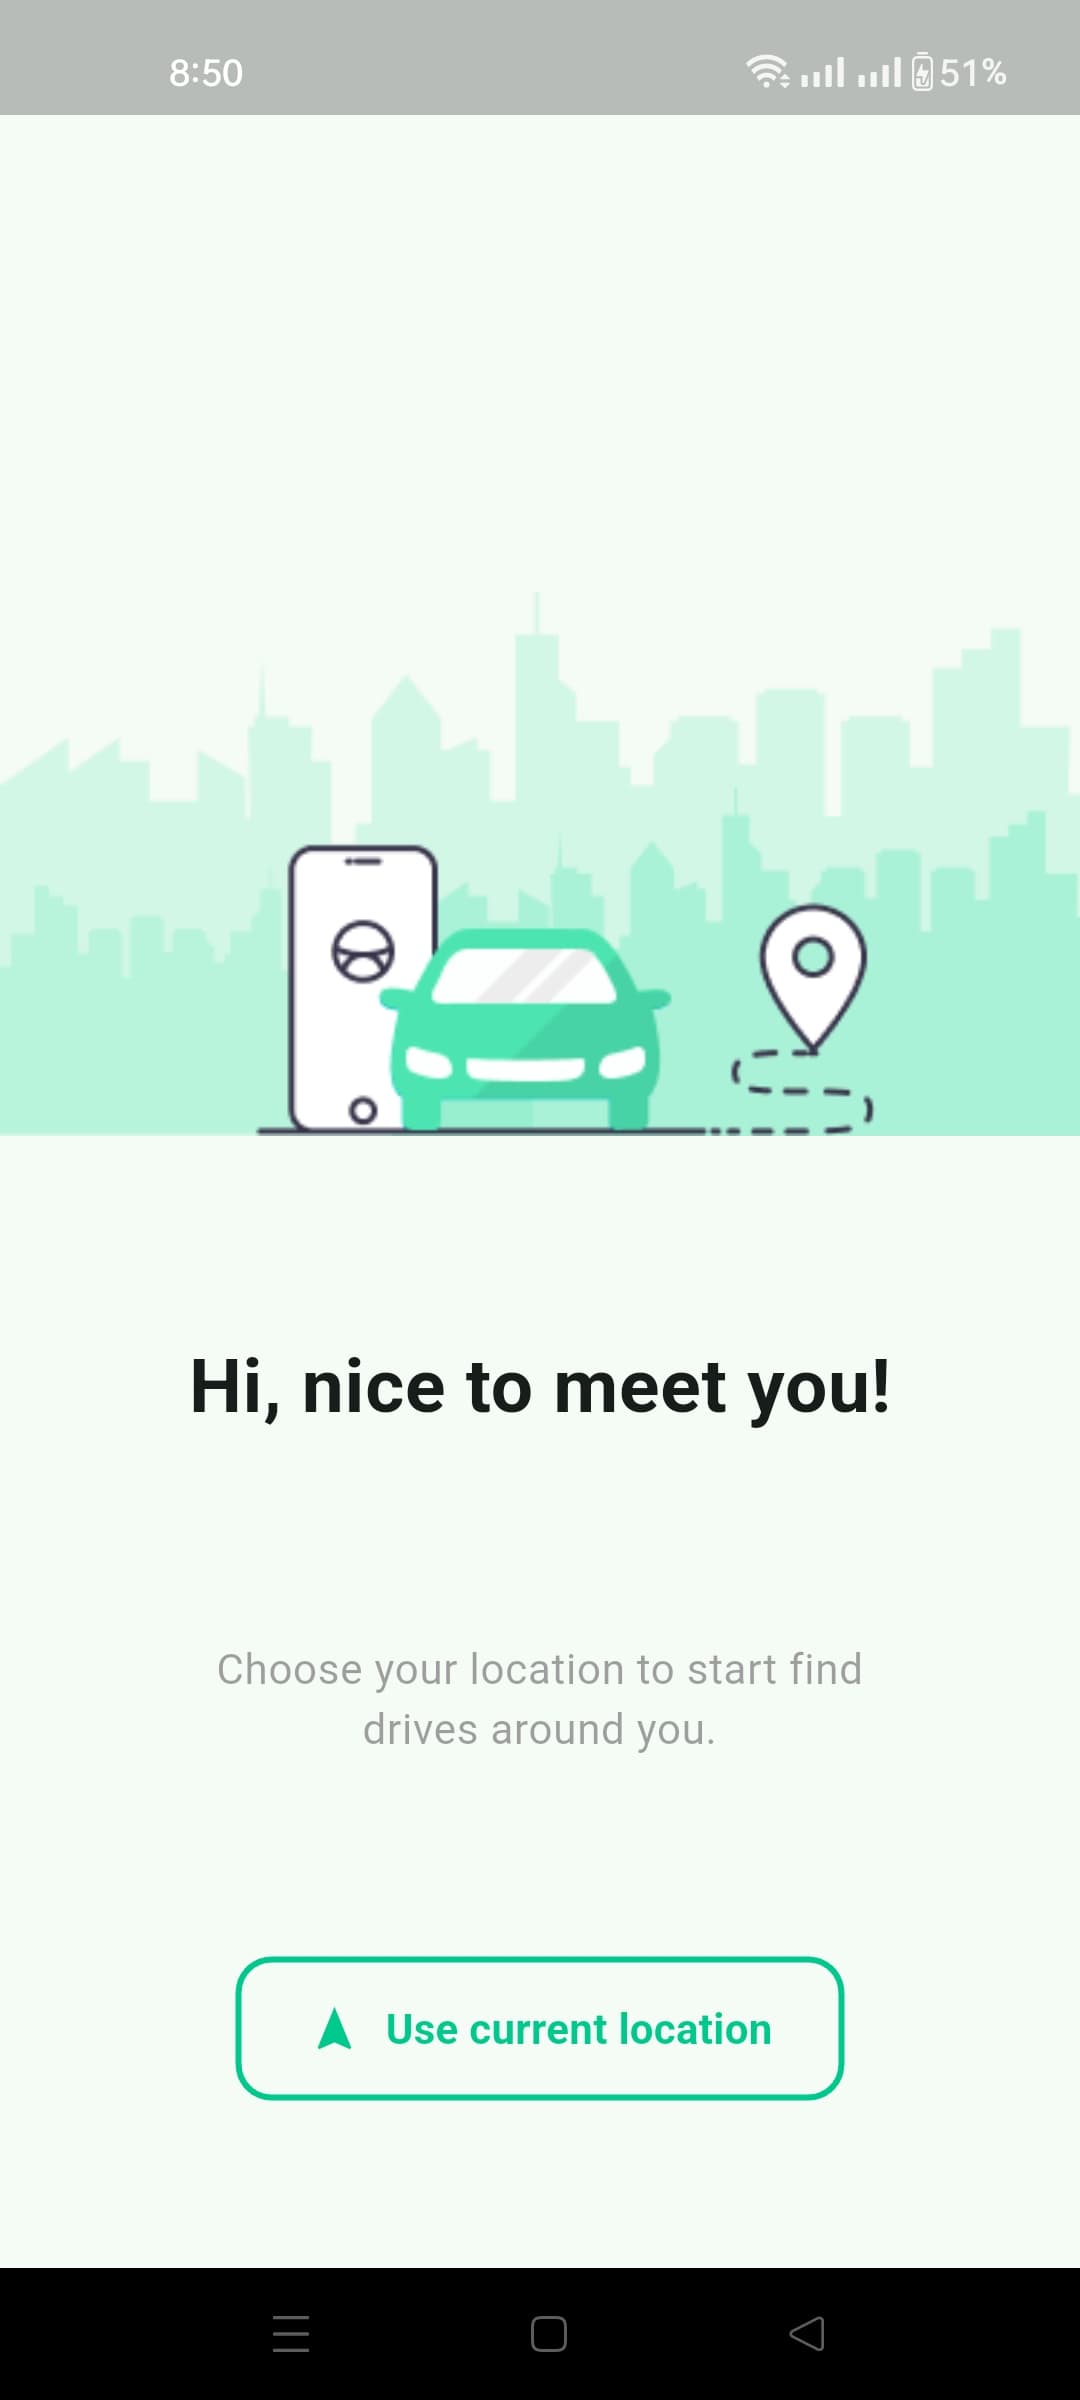 8:50
51%
Hi, nice to meet you!
Choose your location to start find
drives around you.
Use current location